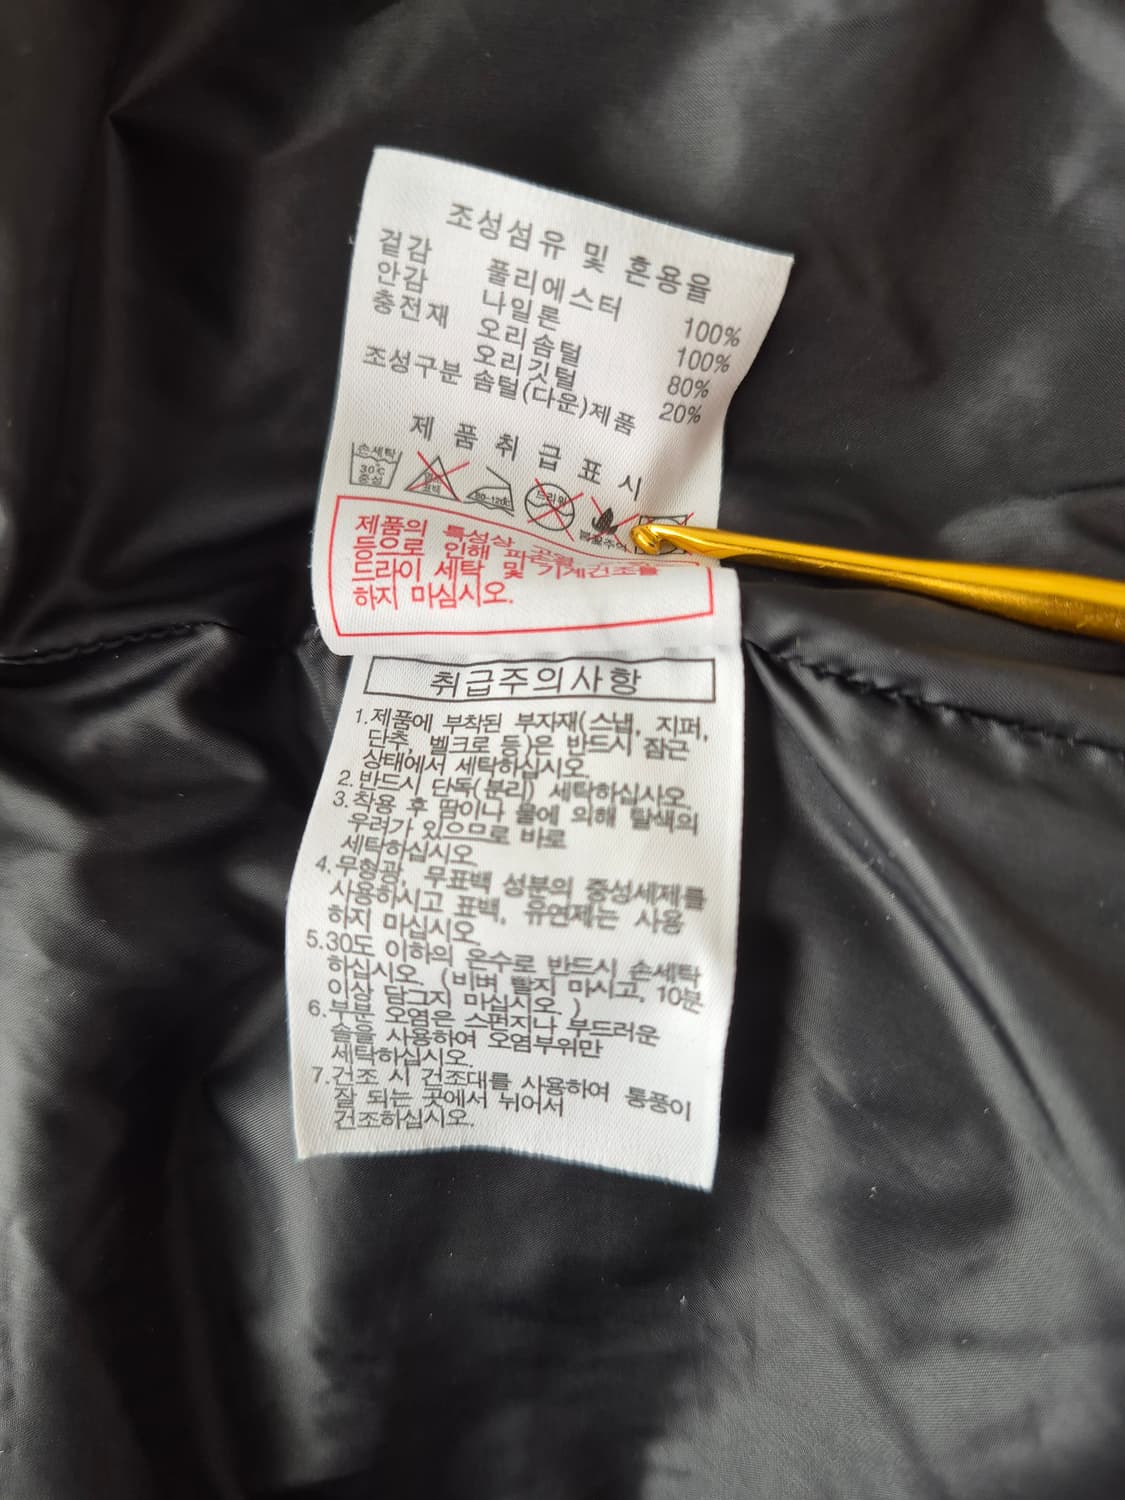 조성섬유 및 혼용율
겉감 폴리에스터 100%
안감 나일론 100%
충전재 오리솜털 80%
오리깃털 20%
조성구분 솜털(다운)제품
제품취급표시
손세탁
30℃
중성
표백
드라이
제품의 특성상
등으로 인해
드라이 세탁 및 기계건조를
하지 마십시오.
취급주의사항
1.제품에 부착된 부자재(스냅, 지퍼,
단추, 벨크로 등)은 반드시 잠근
상태에서 세탁하십시오.
2.반드시 단독(분리) 세탁하십시오.
3.착용 후 땀이나 물에 의해 탈색의
우려가 있으므로 바로
세탁하십시오.
4.무형광, 무표백 성분의 중성세제를
사용하시고 표백, 유연제는 사용
하지 마십시오.
5.30도 이하의 온수로 반드시 손세탁
하십시오. (비벼 빨지 마시고, 10분
이상 담그지 마십시오.)
6.부분 오염은 스펀지나 부드러운
솔을 사용하여 오염부위만
세탁하십시오.
7.건조 시 건조대를 사용하여 통풍이
잘 되는 곳에서 뉘어서
건조하십시오.